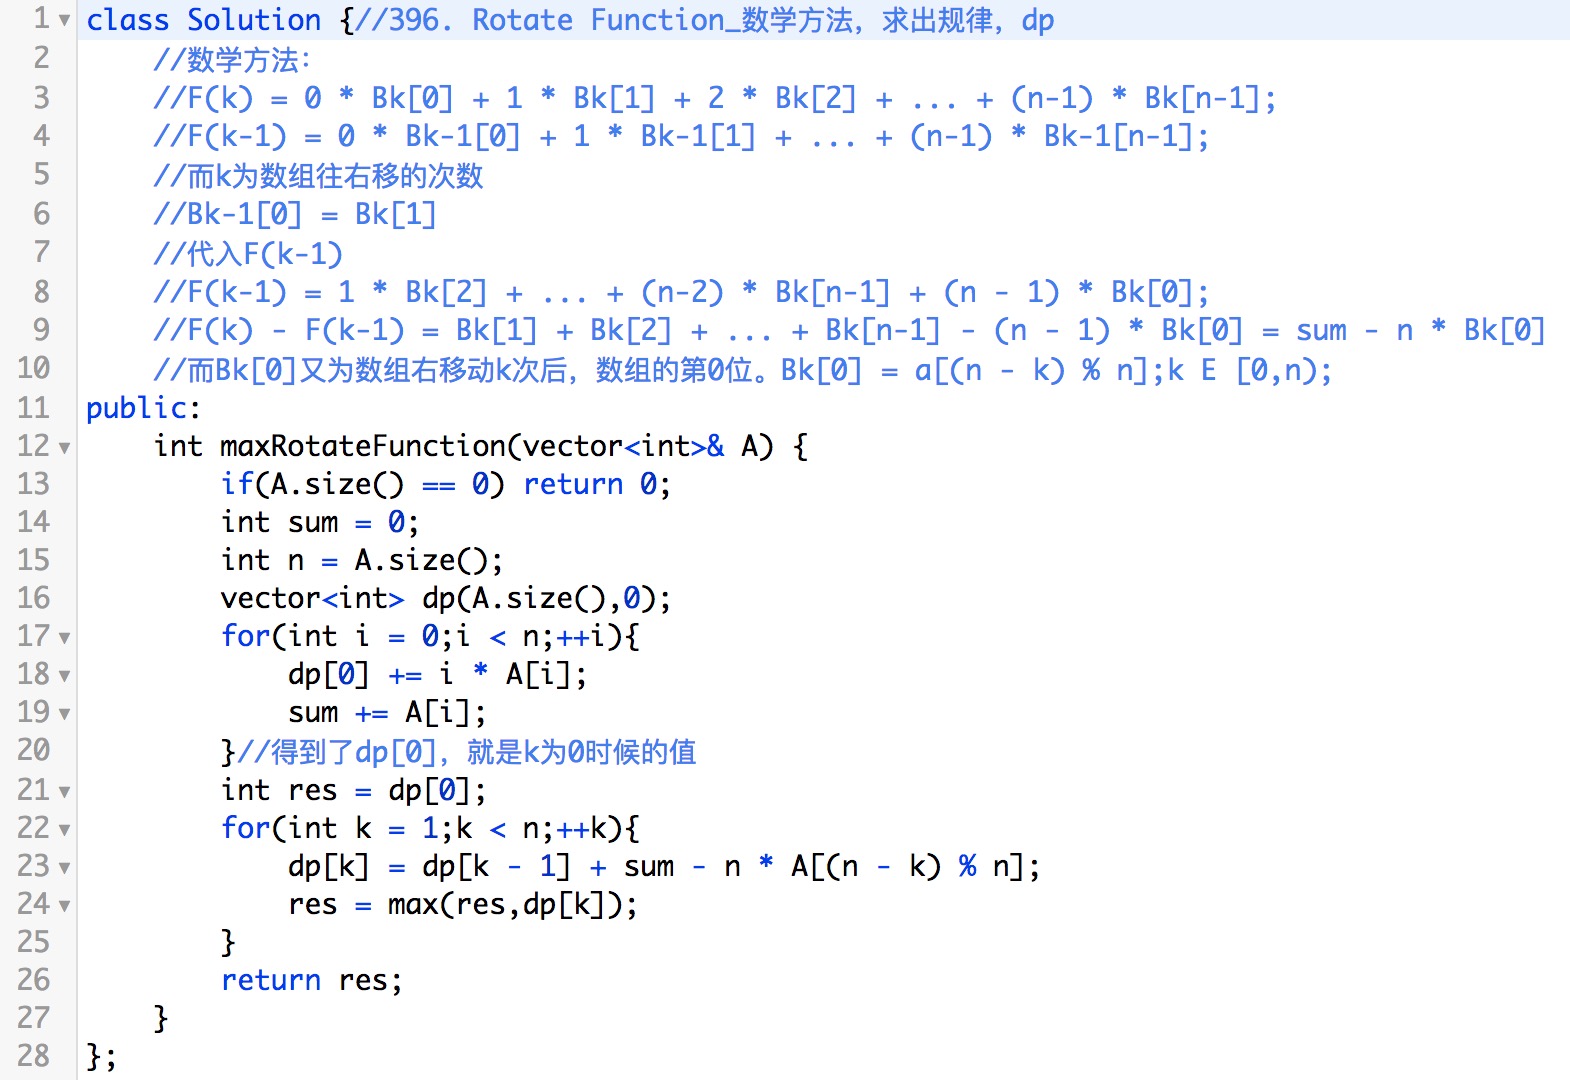 1 class Solution {//396. Rotate Function_数学方法，求出规律，dp
2     //数学方法：
3     //F(k) = 0 * Bk[0] + 1 * Bk[1] + 2 * Bk[2] + ... + (n-1) * Bk[n-1];
4     //F(k-1) = 0 * Bk-1[0] + 1 * Bk-1[1] + ... + (n-1) * Bk-1[n-1];
5     //而k为数组往右移的次数
6     //Bk-1[0] = Bk[1]
7     //代入F(k-1)
8     //F(k-1) = 1 * Bk[2] + ... + (n-2) * Bk[n-1] + (n - 1) * Bk[0];
9     //F(k) - F(k-1) = Bk[1] + Bk[2] + ... + Bk[n-1] - (n - 1) * Bk[0] = sum - n * Bk[0]
10     //而Bk[0]又为数组右移动k次后，数组的第0位。Bk[0] = a[(n - k) % n];k E [0,n);
11 public:
12     int maxRotateFunction(vector<int>& A) {
13         if(A.size() == 0) return 0;
14         int sum = 0;
15         int n = A.size();
16         vector<int> dp(A.size(),0);
17         for(int i = 0;i < n;++i){
18             dp[0] += i * A[i];
19             sum += A[i];
20         }//得到了dp[0]，就是k为0时候的值
21         int res = dp[0];
22         for(int k = 1;k < n;++k){
23             dp[k] = dp[k - 1] + sum - n * A[(n - k) % n];
24             res = max(res,dp[k]);
25         }
26         return res;
27     }
28 };